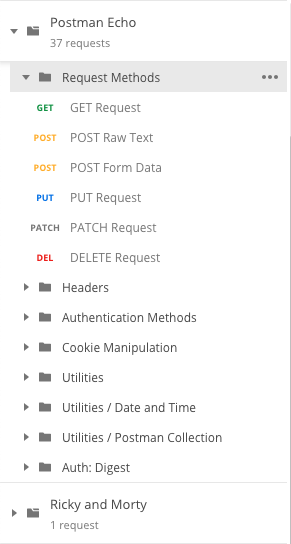 Postman Echo
37 requests
Request Methods
GET GET Request
POST POST Raw Text
POST POST Form Data
PUT PUT Request
PATCH PATCH Request
DEL DELETE Request
Headers
Authentication Methods
Cookie Manipulation
Utilities
Utilities / Date and Time
Utilities / Postman Collection
Auth: Digest
Ricky and Morty
1 request